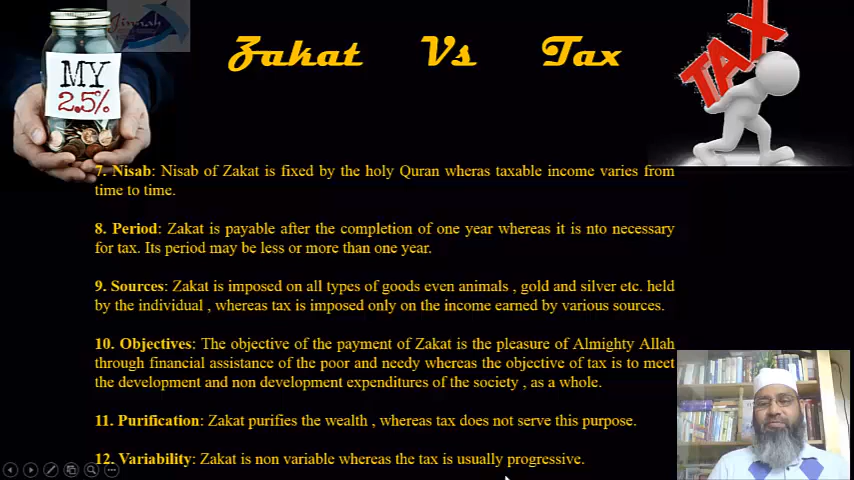 Jinnah
MY
2.5%
Zakat Vs Tax
TAX
7. Nisab: Nisab of Zakat is fixed by the holy Quran wheras taxable income varies from
time to time.
8. Period: Zakat is payable after the completion of one year whereas it is nto necessary
for tax. Its period may be less or more than one year.
9. Sources: Zakat is imposed on all types of goods even animals , gold and silver etc. held
by the individual , whereas tax is imposed only on the income earned by various sources.
10. Objectives: The objective of the payment of Zakat is the pleasure of Almighty Allah
through financial assistance of the poor and needy whereas the objective of tax is to meet
the development and non development expenditures of the society , as a whole.
11. Purification: Zakat purifies the wealth , whereas tax does not serve this purpose.
12. Variability: Zakat is non variable whereas the tax is usually progressive.